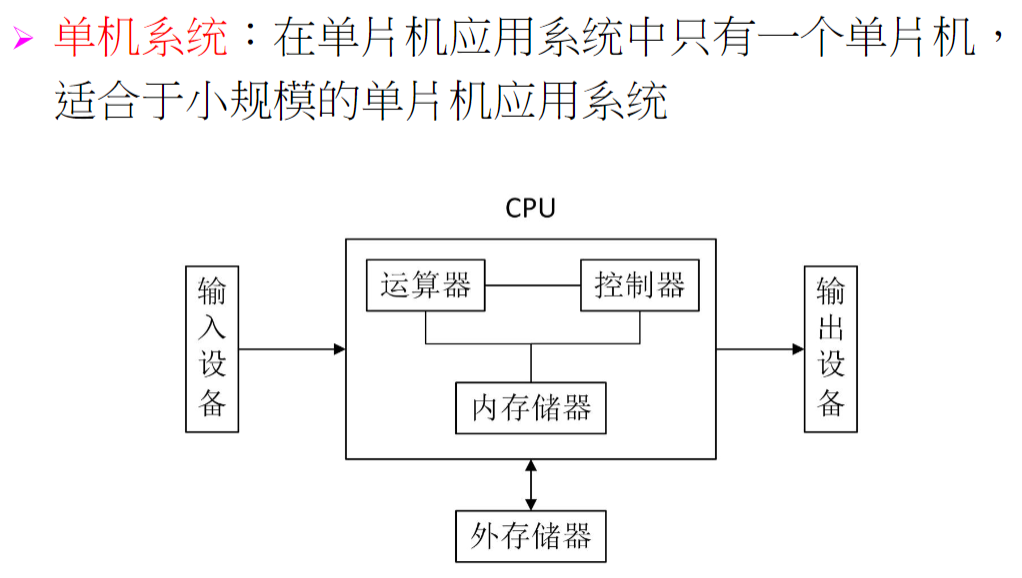 单机系统：在单片机应用系统中只有一个单片机，
适合于小规模的单片机应用系统
CPU
运算器
控制器
输入设备
输出设备
内存储器
外存储器